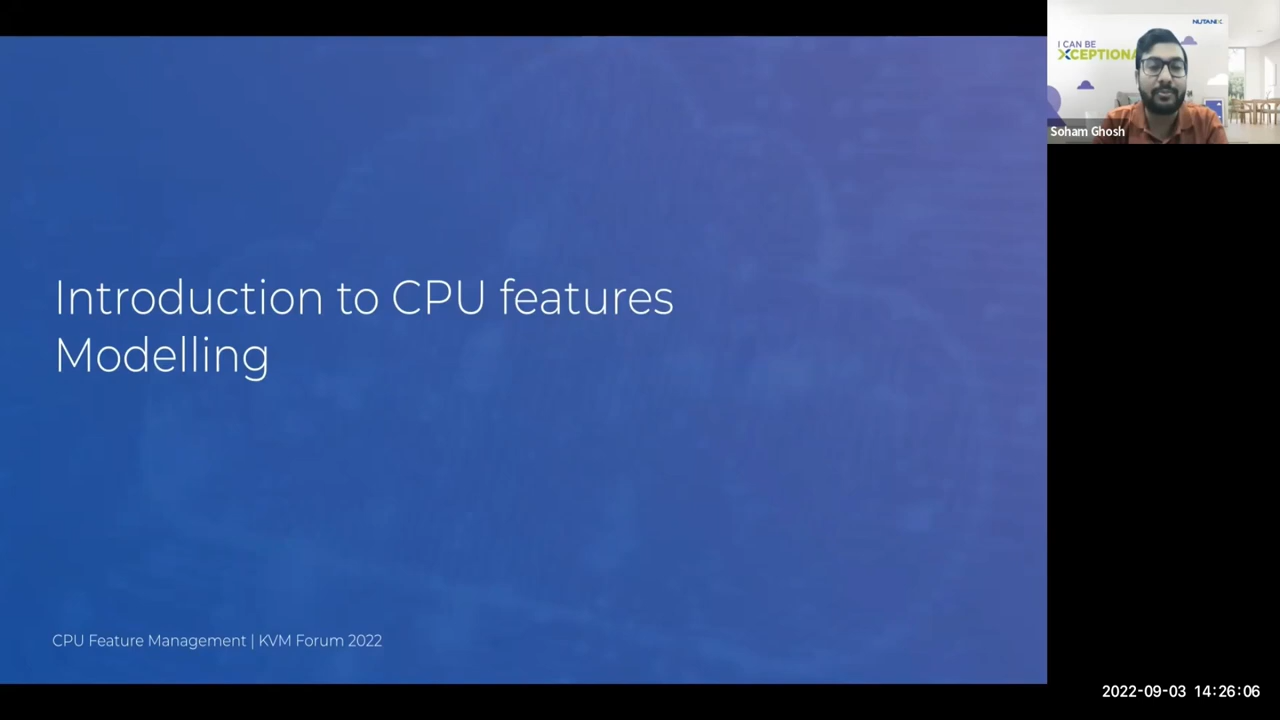 NUTANIX
I CAN BE
XCEPTIONA
Soham Ghosh
Introduction to CPU features
Modelling
CPU Feature Management | KVM Forum 2022
2022-09-03 14:26:06